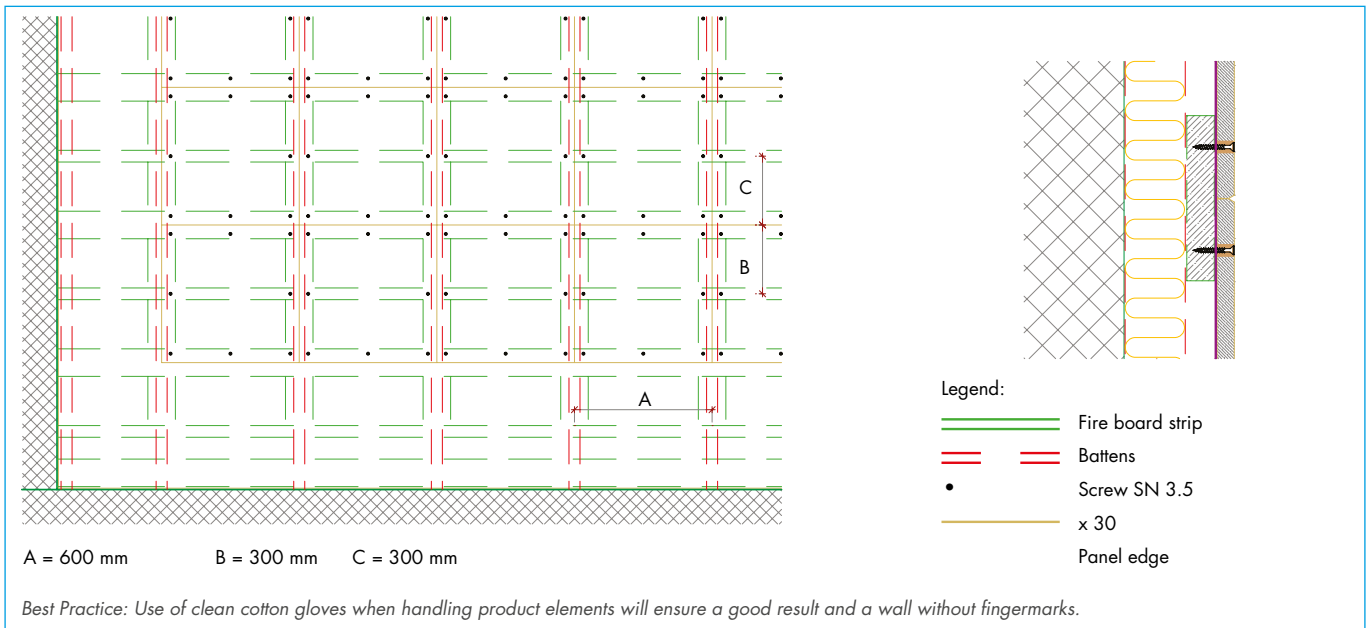 C
B
A
Legend:
Fire board strip
Battens
Screw SN 3.5
x 30
Panel edge
A = 600 mm B = 300 mm C = 300 mm
Best Practice: Use of clean cotton gloves when handling product elements will ensure a good result and a wall without fingermarks.